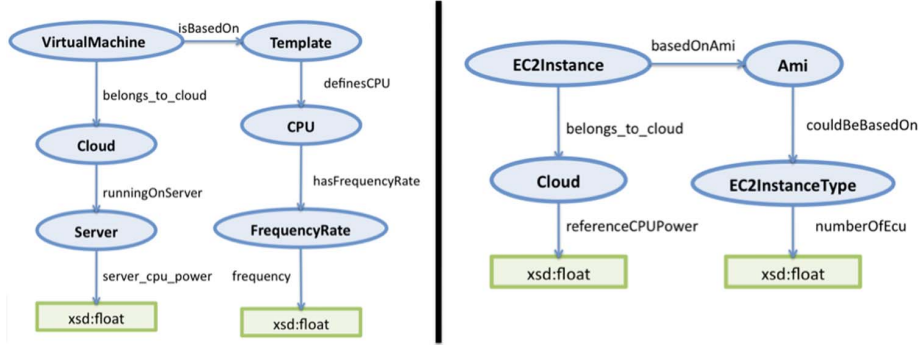 isBasedOn
VirtualMachine
Template
belongs_to_cloud
definesCPU
Cloud
CPU
runningOnServer
hasFrequencyRate
Server
FrequencyRate
server_cpu_power
frequency
xsd:float
xsd:float
basedOnAmi
EC2Instance
Ami
belongs_to_cloud
couldBeBasedOn
Cloud
EC2InstanceType
referenceCPUPower
numberOfEcu
xsd:float
xsd:float